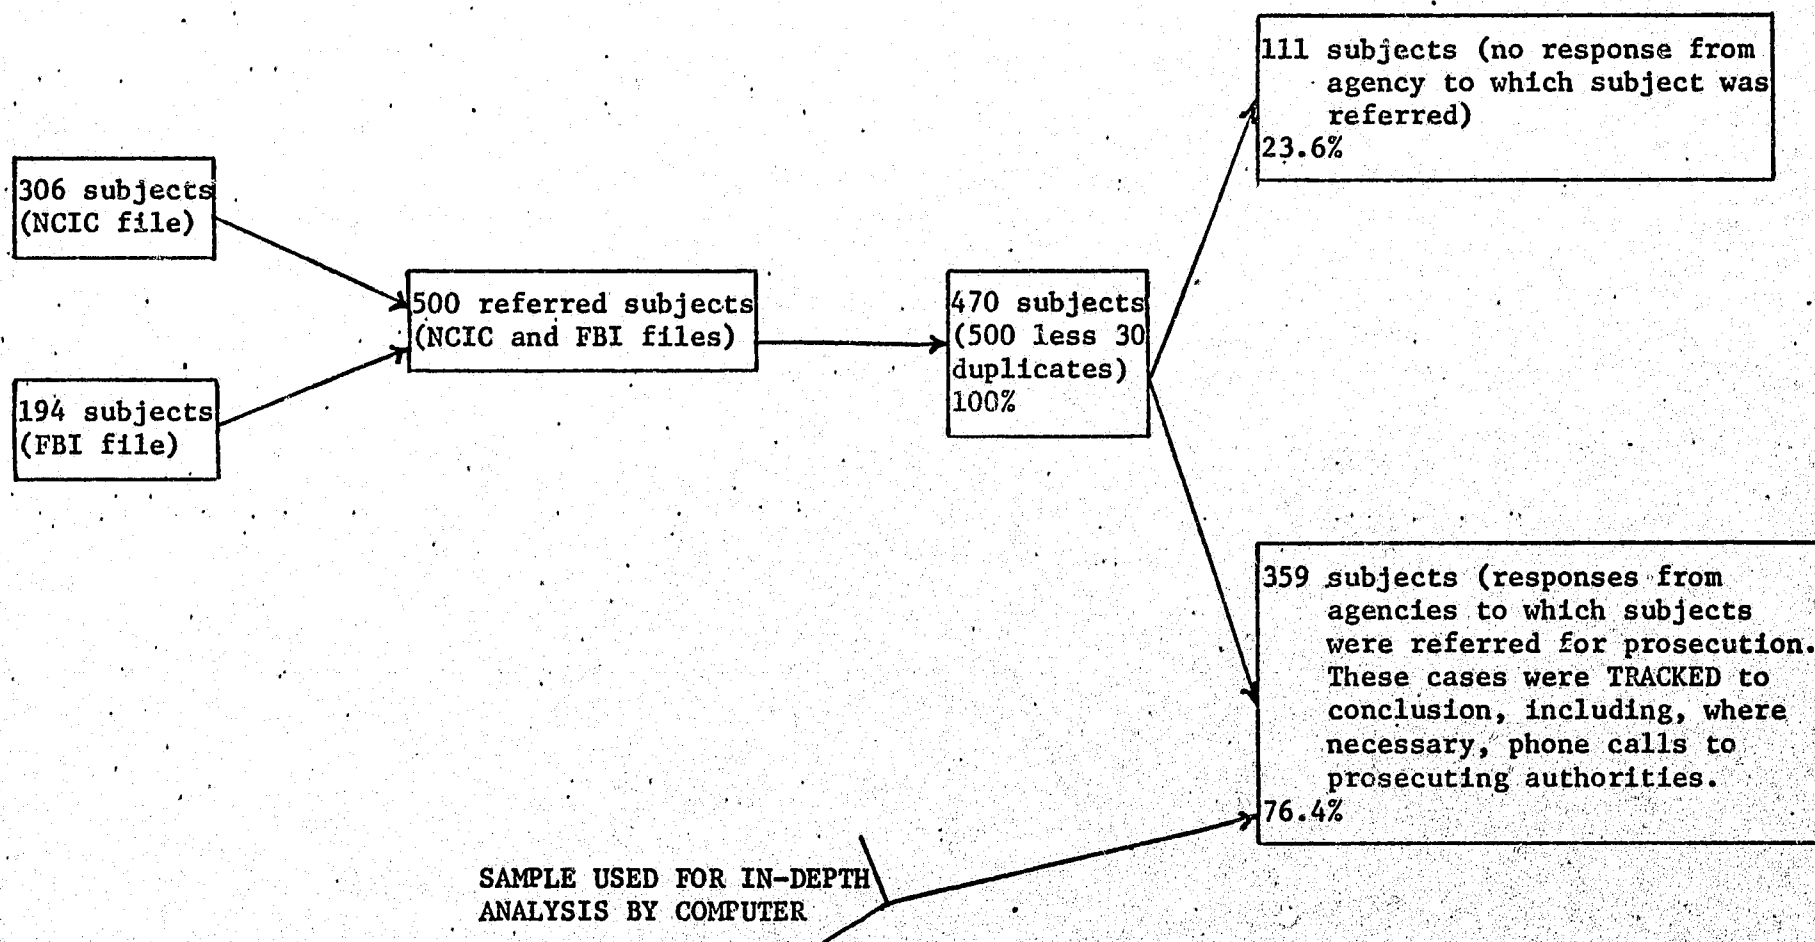 306 subjects
(NCIC file)
194 subjects
(FBI file)
500 referred subjects
(NCIC and FBI files)
470 subjects
(500 less 30
duplicates)
100%
111 subjects (no response from
agency to which subject was
referred)
23.6%
359 subjects (responses from
agencies to which subjects
were referred for prosecution.
These cases were TRACKED to
conclusion, including, where
necessary, phone calls to
prosecuting authorities.
76.4%
SAMPLE USED FOR IN-DEPTH
ANALYSIS BY COMPUTER